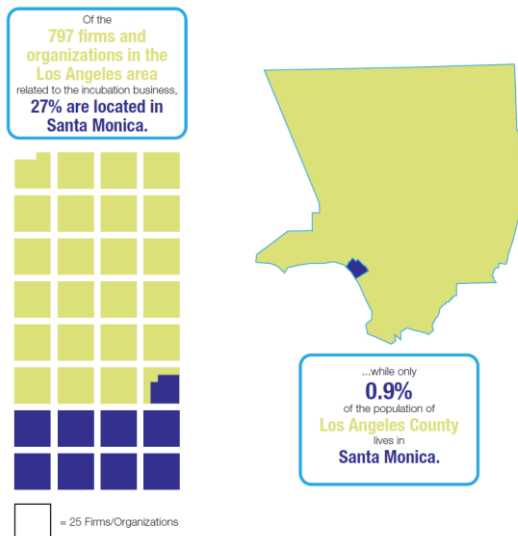 Of the
797 firms and
organizations in the
Los Angeles area
related to the incubation business,
27% are located in
Santa Monica.
...while only
0.9%
of the population of
Los Angeles County
lives in
Santa Monica.
= 25 Firms/Organizations